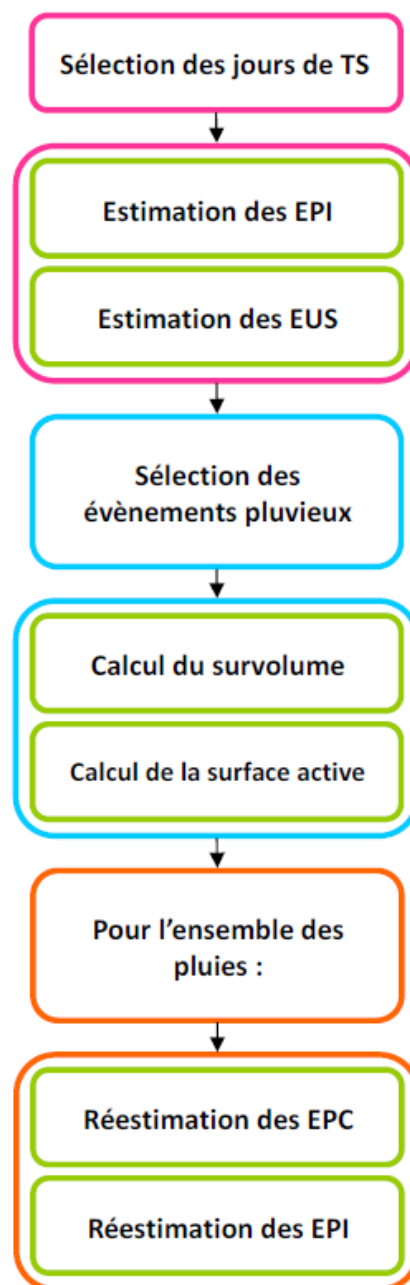 Sélection des jours de TS
Estimation des EPI
Estimation des EUS
Sélection des
évènements pluvieux
Calcul du survolume
Calcul de la surface active
Pour l’ensemble des
pluies :
Réestimation des EPC
Réestimation des EPI